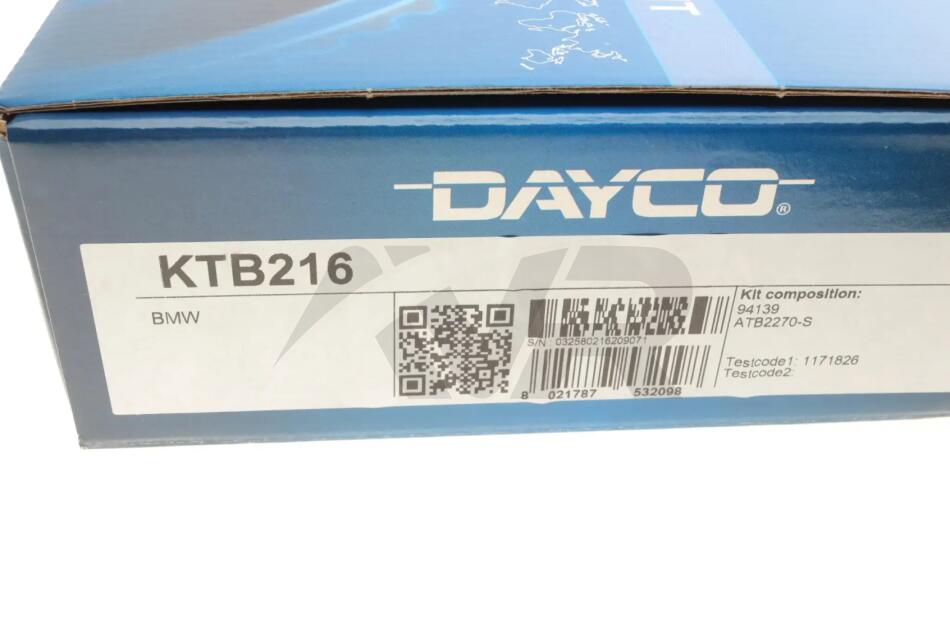 DAYCO®
KTB216
BMW
S/N : 032580216209071
8 021787 532098
Kit composition:
94139
ATB2270-S
Testcode1: 1171826
Testcode2: